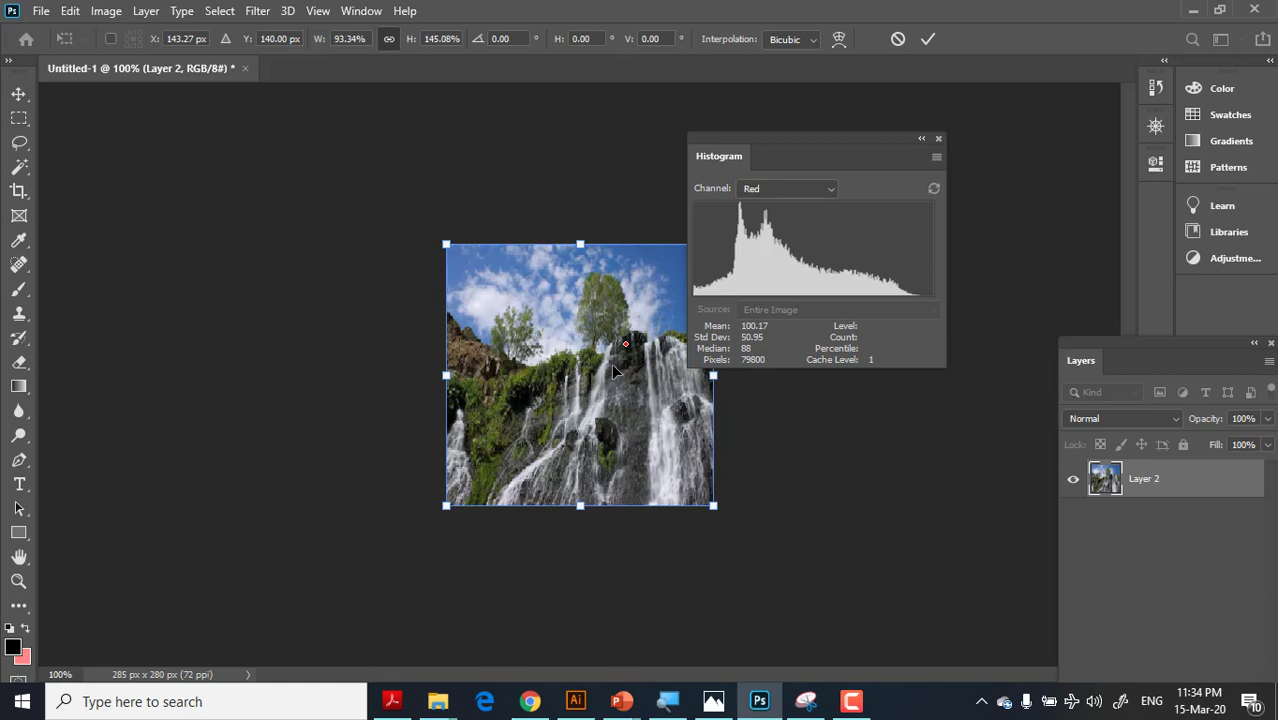 Ps File Edit Image Layer Type Select Filter 3D View Window Help
X: 143.27 px Y: 140.00 px W: 93.34% H: 145.08% 0.00 ° H: 0.00 ° V: 0.00 ° Interpolation: Bicubic
Untitled-1 @ 100% (Layer 2, RGB/8#) * ×
Histogram
Channel: Red
Source: Entire Image
Mean: 100.17 Level:
Std Dev: 50.95 Count:
Median: 88 Percentile:
Pixels: 79800 Cache Level: 1
Color
Swatches
Gradients
Patterns
Learn
Libraries
Adjustme...
Layers
Kind
Normal Opacity: 100%
Lock: Fill: 100%
Layer 2
100% 285 px x 280 px (72 ppi)
Type here to search
Ai
Ps
ENG
11:34 PM
15-Mar-20
10